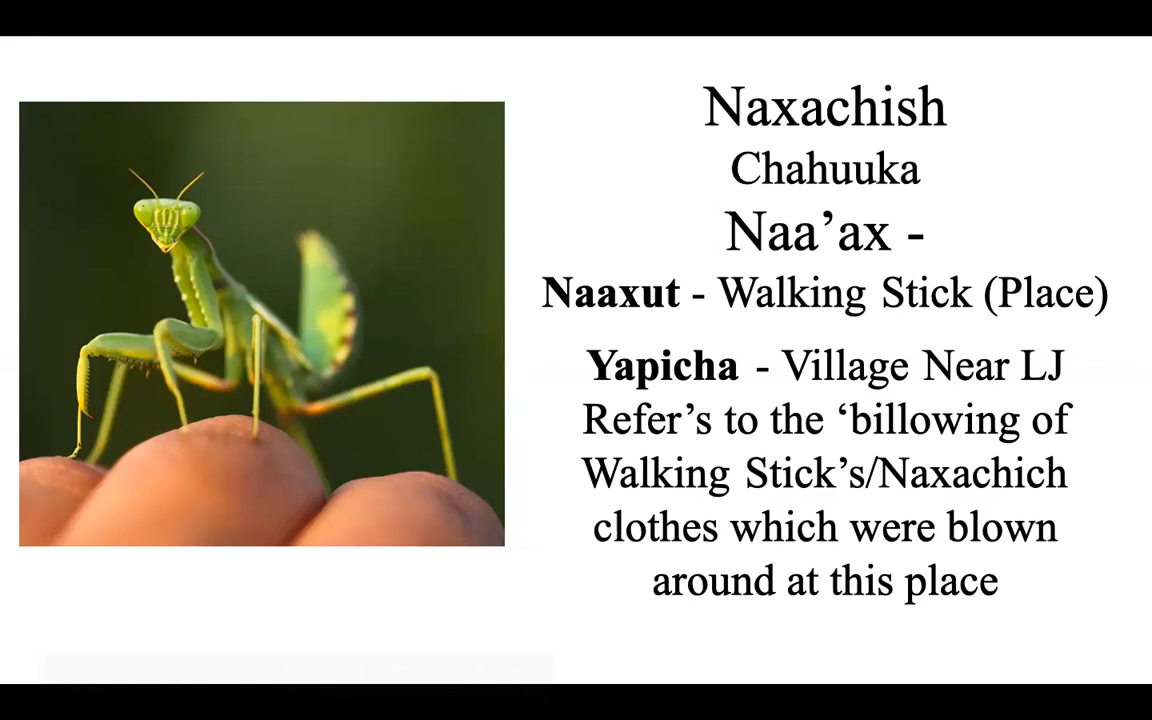 Naxachish
Chahuuka
Naa’ax -
Naaxut - Walking Stick (Place)
Yapicha - Village Near LJ
Refer’s to the ‘billowing of
Walking Stick’s/Naxachich
clothes which were blown
around at this place